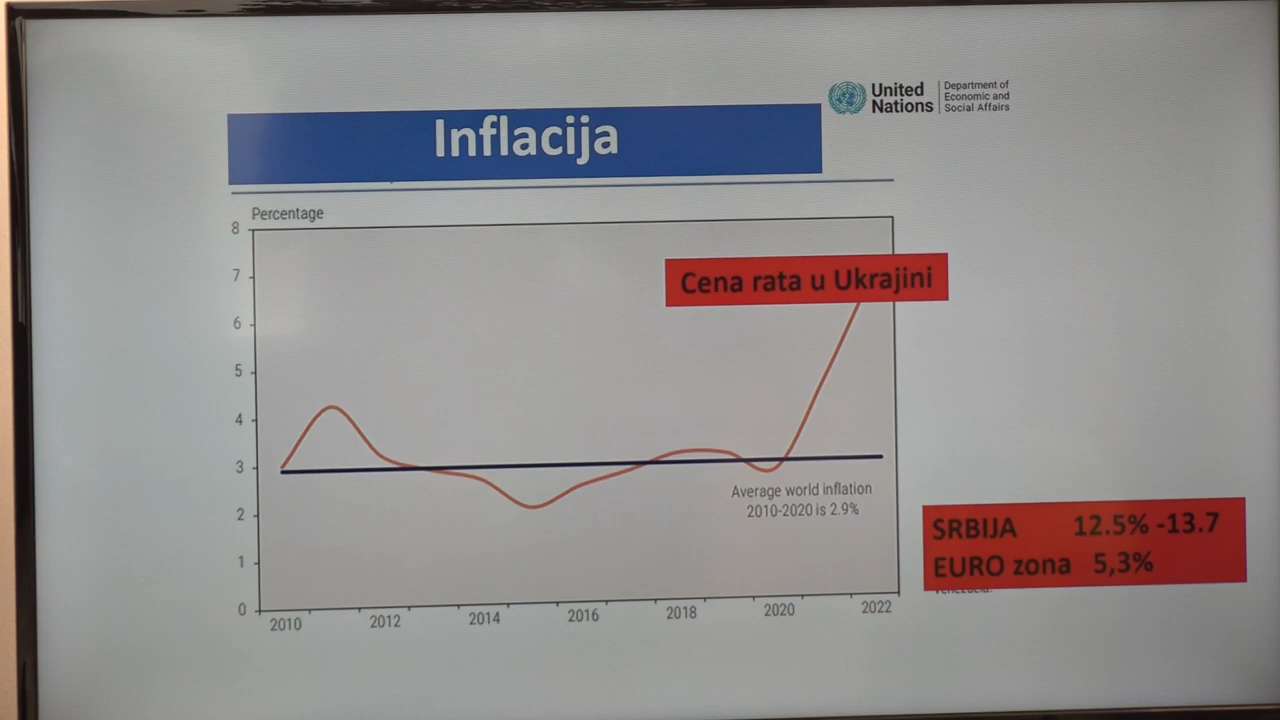 United
Nations
Department of
Economic and
Social Affairs
Inflacija
Percentage
8
7
6
5
4
3
2
1
0
Cena rata u Ukrajini
Average world inflation
2010-2020 is 2.9%
2010 2012 2014 2016 2018 2020 2022
SRBIJA 12.5% -13.7
EURO zona 5,3%